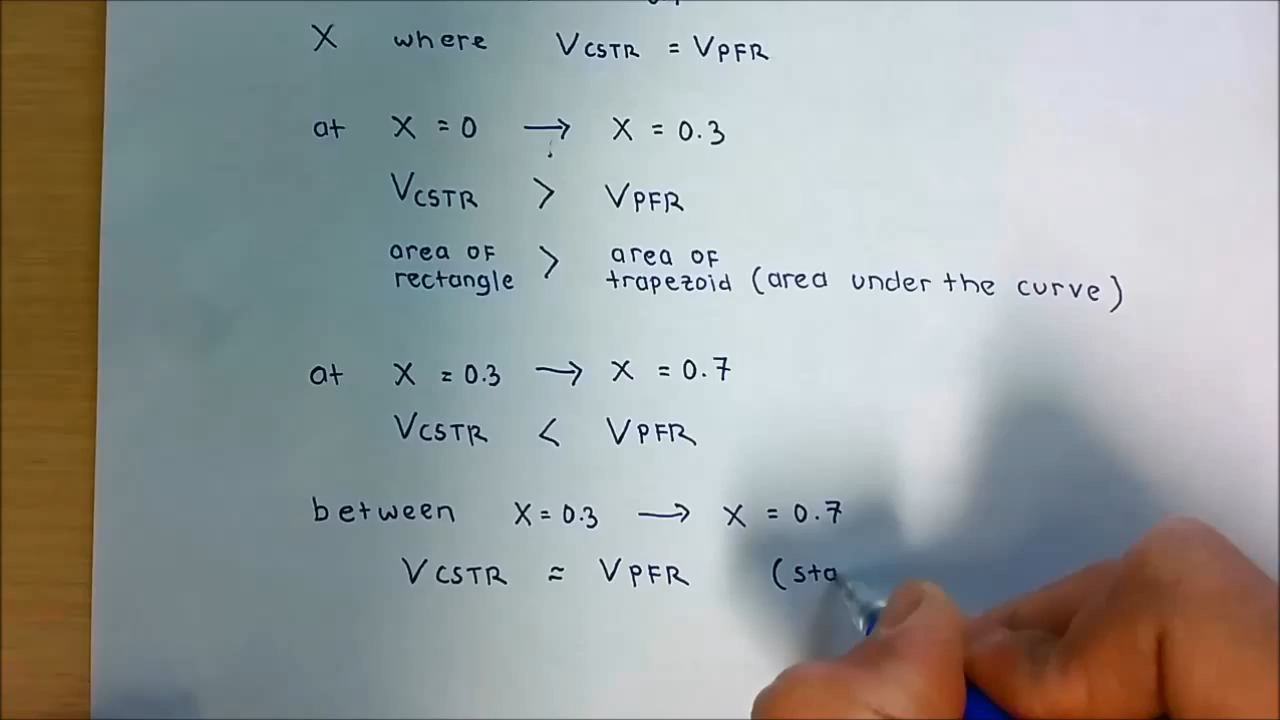 X where VCSTR = VPFR
at X = 0 → X = 0.3
VCSTR > VPFR
area of rectangle > area of trapezoid (area under the curve)
at X = 0.3 → X = 0.7
VCSTR < VPFR
between X = 0.3 → X = 0.7
VCSTR ≈ VPFR (sta